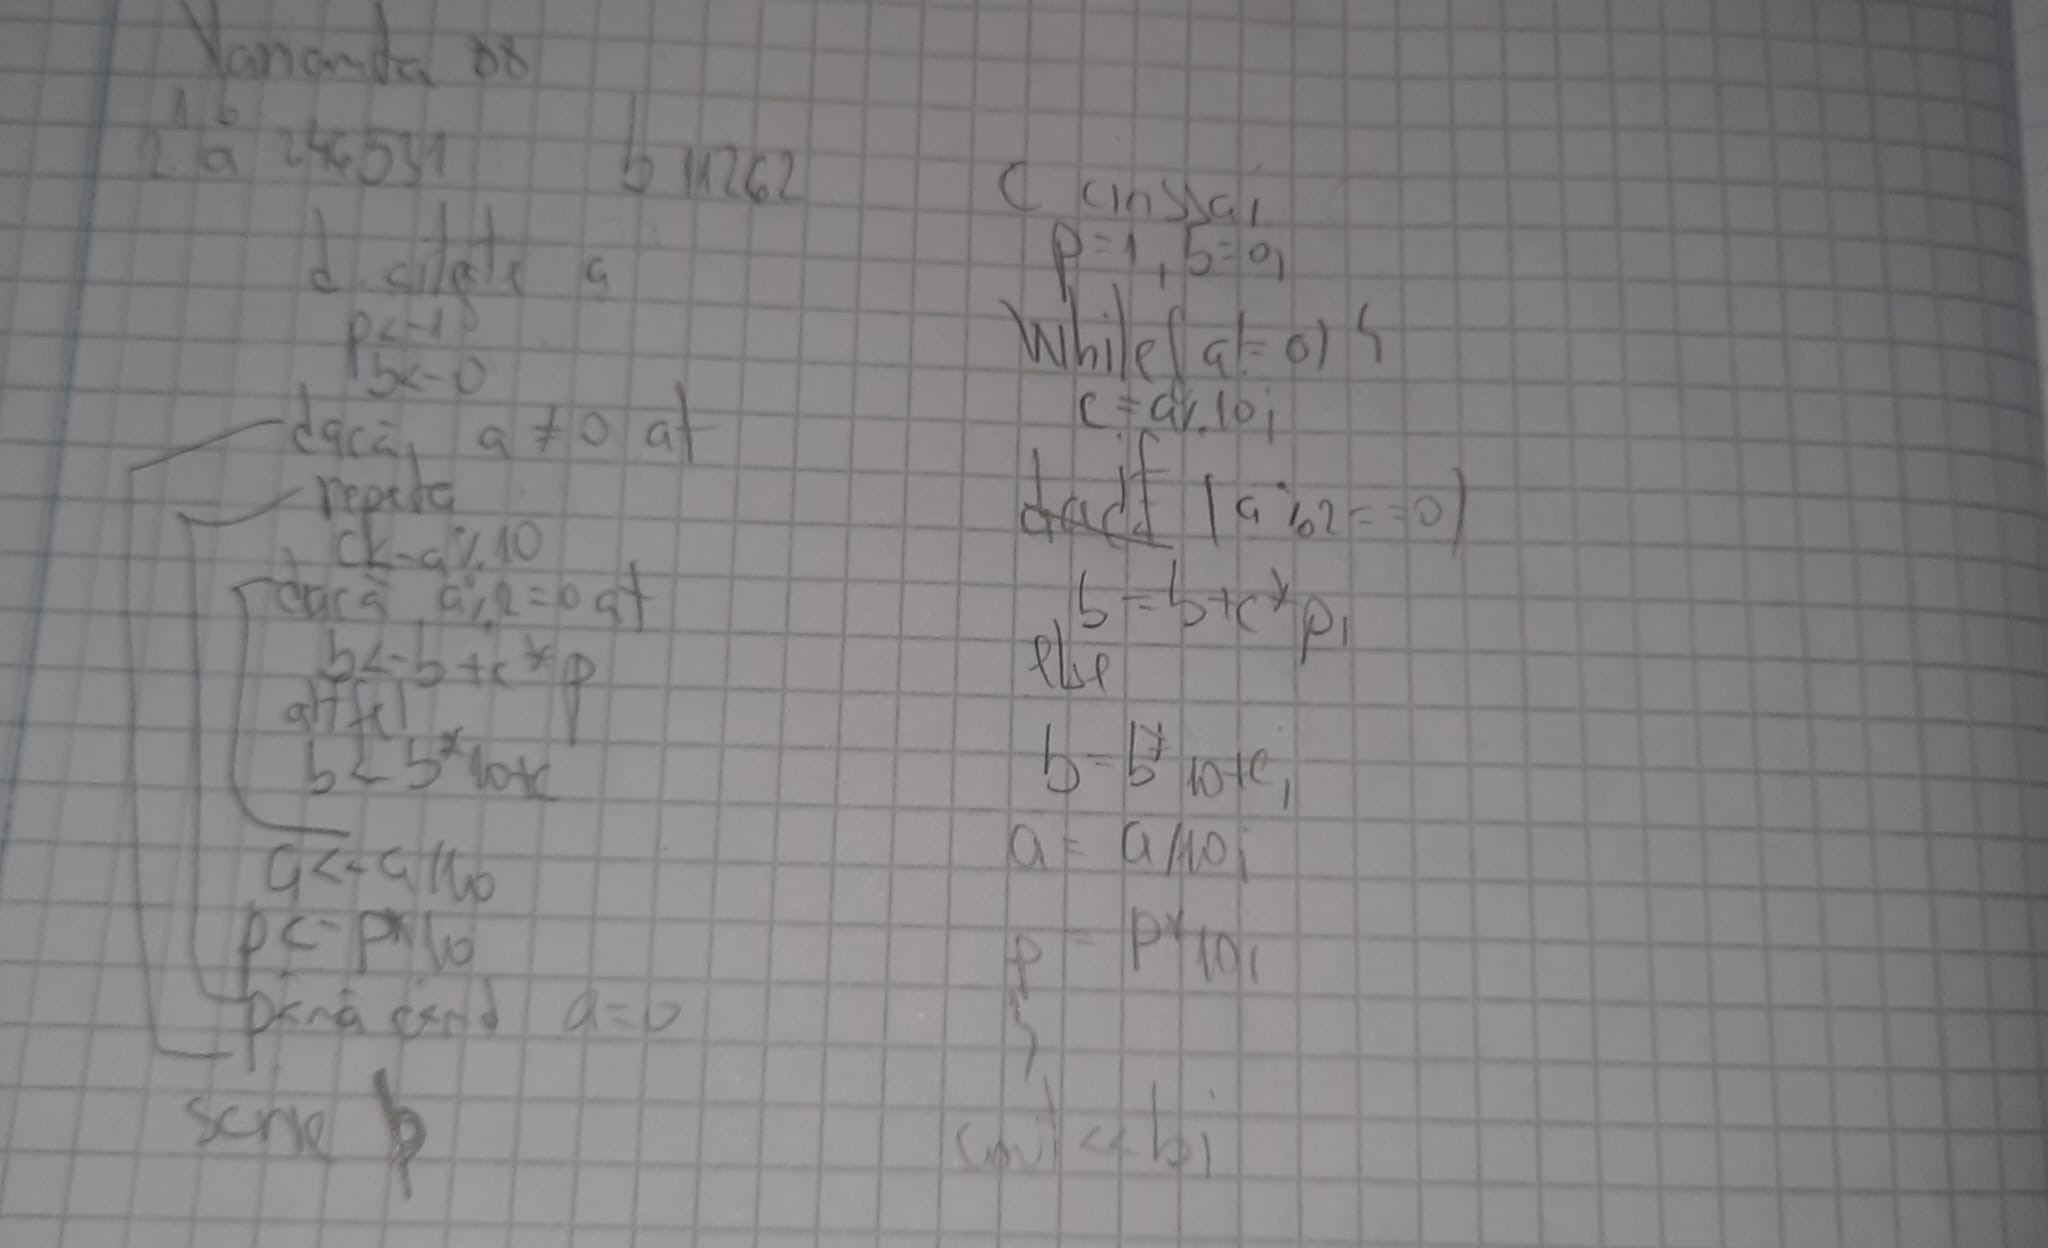 Varianta 08
1 b
2 a 246531
b 11262
d. citește a
p<-1
b<-0
dacă a≠0 at
repetă
c<-a%10
dacă a%2=0 at
b<-b+c*p
altfel
b<-b*10+c
a<-a/10
p<-p*10
până când a=0
scrie b
c cin>>a;
p=1, b=0;
While(a!=0){
c=a%10;
if (a%2==0)
b=b+c*p;
else
b=b*10+c;
a=a/10;
p=p*10;
}
cout<<b;